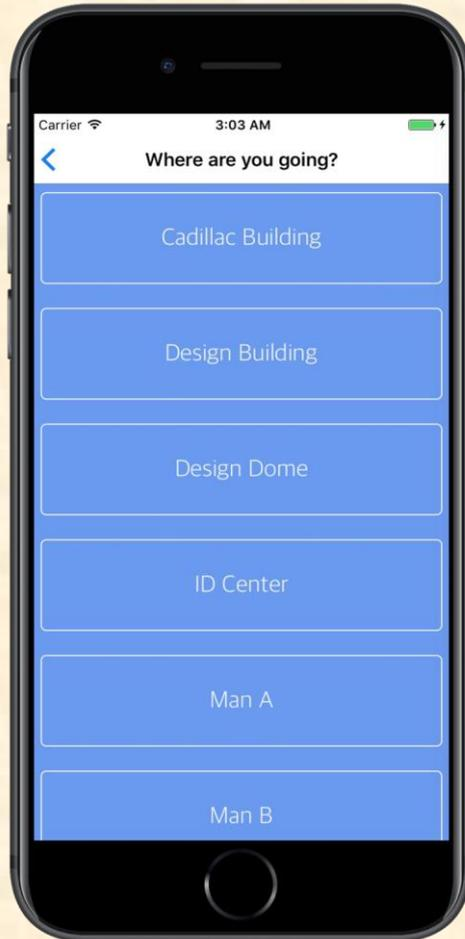 Carrier 3:03 AM
Where are you going?
Cadillac Building
Design Building
Design Dome
ID Center
Man A
Man B